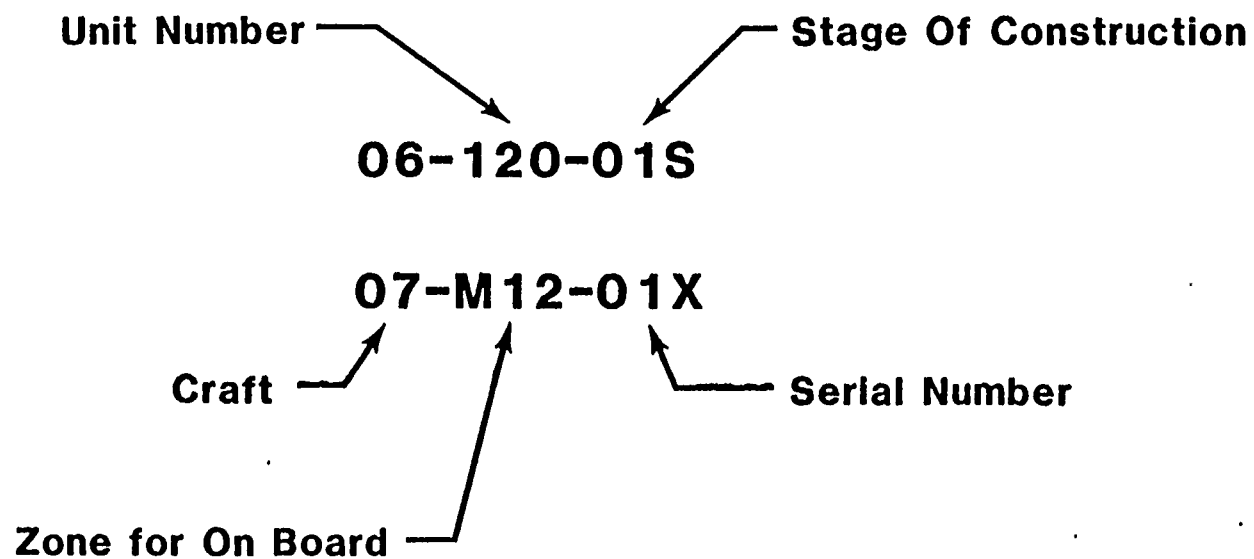 Unit Number
Stage Of Construction
06-120-01S
07-M12-01X
Craft
Serial Number
Zone for On Board